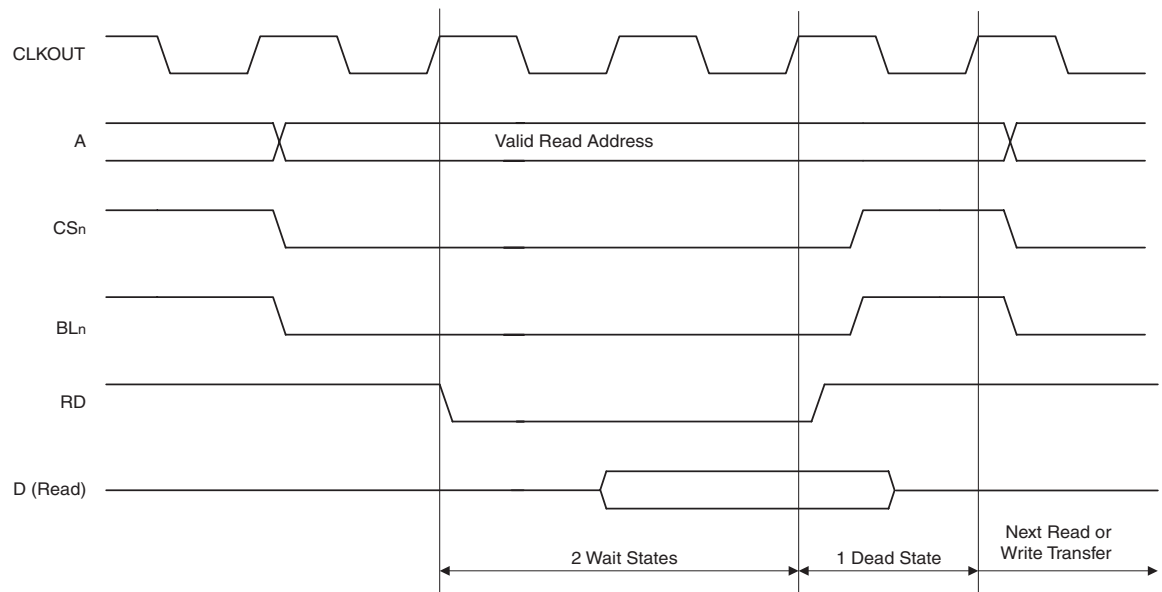 CLKOUT
A
Valid Read Address
CSn
BLn
RD
D (Read)
2 Wait States
1 Dead State
Next Read or
Write Transfer